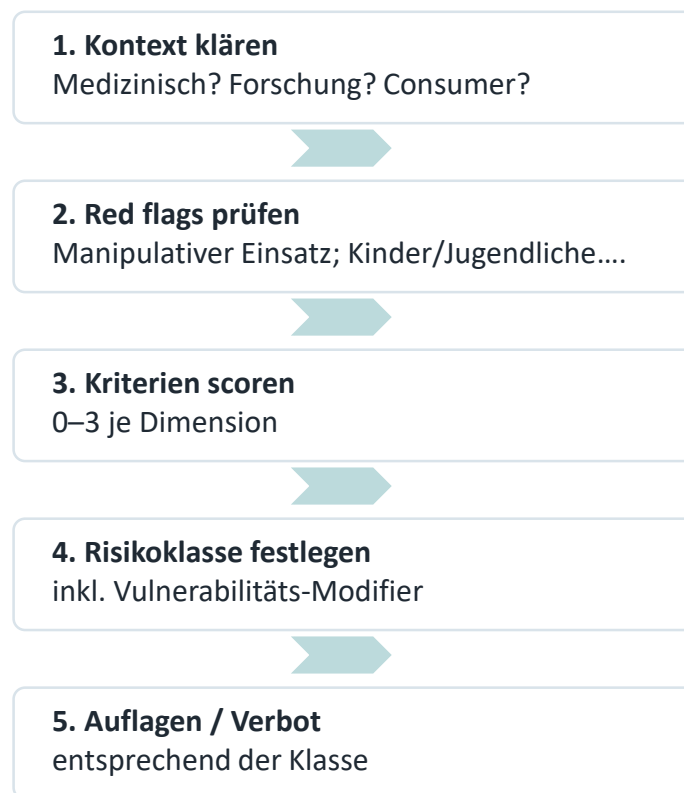 1. Kontext klären
Medizinisch? Forschung? Consumer?
2. Red flags prüfen
Manipulativer Einsatz; Kinder/Jugendliche….
3. Kriterien scoren
0–3 je Dimension
4. Risikoklasse festlegen
inkl. Vulnerabilitäts-Modifier
5. Auflagen / Verbot
entsprechend der Klasse